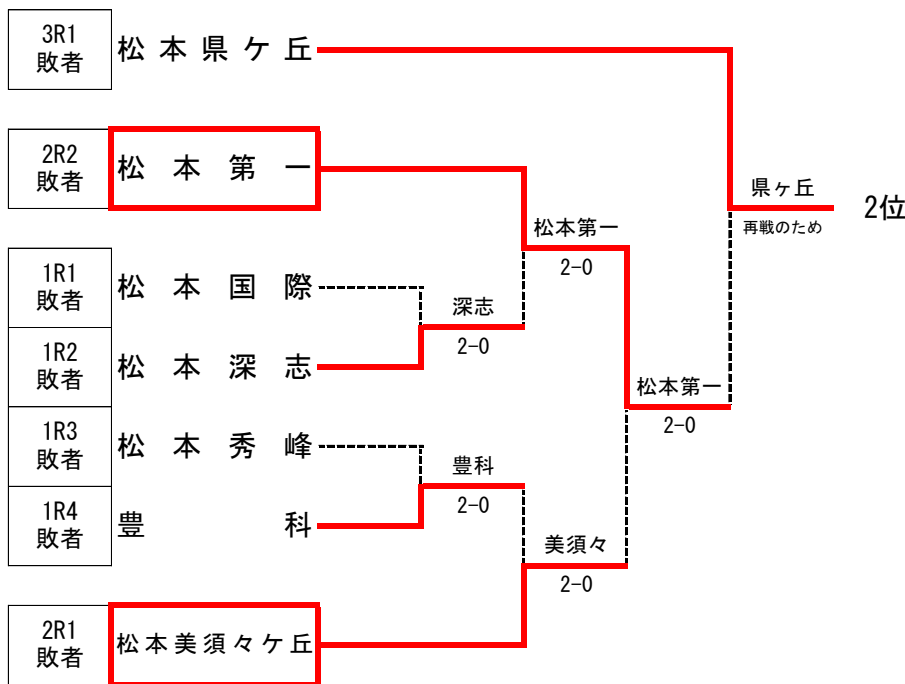 3R1
敗者
松本県ケ丘
2R2
敗者
松本第一
県ヶ丘
2位
再戦のため
松本第一
2-0
1R1
敗者
松本国際
深志
2-0
1R2
敗者
松本深志
松本第一
2-0
1R3
敗者
松本秀峰
豊科
2-0
1R4
敗者
豊科
美須々
2-0
2R1
敗者
松本美須々ケ丘